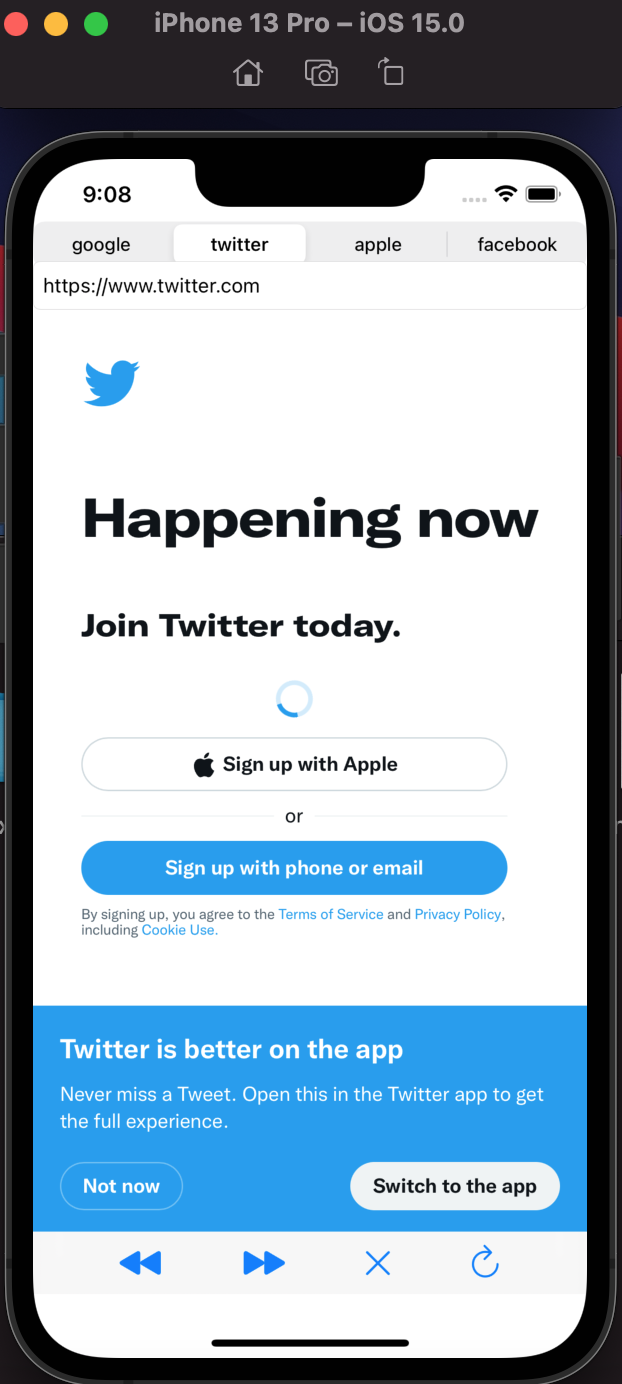 iPhone 13 Pro – iOS 15.0
9:08
google twitter apple facebook
https://www.twitter.com
Happening now
Join Twitter today.
Sign up with Apple
or
Sign up with phone or email
By signing up, you agree to the Terms of Service and Privacy Policy,
including Cookie Use.
Twitter is better on the app
Never miss a Tweet. Open this in the Twitter app to get
the full experience.
Not now Switch to the app